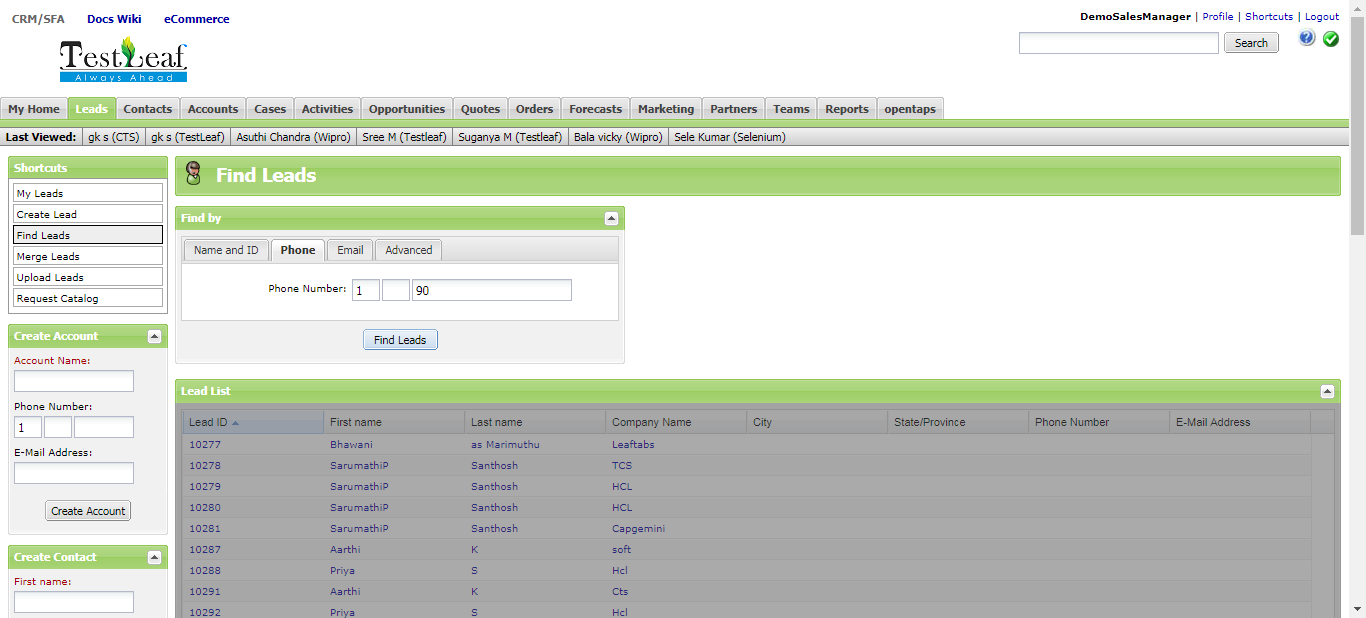 CRM/SFA Docs Wiki eCommerce
DemoSalesManager | Profile | Shortcuts | Logout
Search
TestLeaf
Always Ahead
My Home Leads Contacts Accounts Cases Activities Opportunities Quotes Orders Forecasts Marketing Partners Teams Reports opentaps
Last Viewed: gk s (CTS) gk s (TestLeaf) Asuthi Chandra (Wipro) Sree M (Testleaf) Suganya M (Testleaf) Bala vicky (Wipro) Sele Kumar (Selenium)
Shortcuts
My Leads
Create Lead
Find Leads
Merge Leads
Upload Leads
Request Catalog
Create Account
Account Name:
Phone Number:
1
E-Mail Address:
Create Account
Create Contact
First name:
Find Leads
Find by
Name and ID Phone Email Advanced
Phone Number: 1 90
Find Leads
Lead List
Lead ID First name Last name Company Name City State/Province Phone Number E-Mail Address
10277 Bhawani as Marimuthu Leaftabs
10278 SarumathiP Santhosh TCS
10279 SarumathiP Santhosh HCL
10280 SarumathiP Santhosh HCL
10281 SarumathiP Santhosh Capgemini
10287 Aarthi K soft
10288 Priya S Hcl
10291 Aarthi K Cts
10292 Priya S Hcl